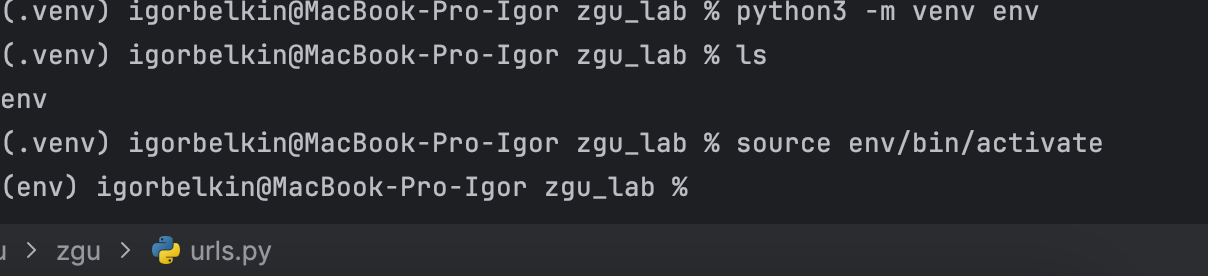 (.venv) igorbelkin@MacBook-Pro-Igor zgu_lab % python3 -m venv env
(.venv) igorbelkin@MacBook-Pro-Igor zgu_lab % ls
env
(.venv) igorbelkin@MacBook-Pro-Igor zgu_lab % source env/bin/activate
(env) igorbelkin@MacBook-Pro-Igor zgu_lab %
> zgu > urls.py